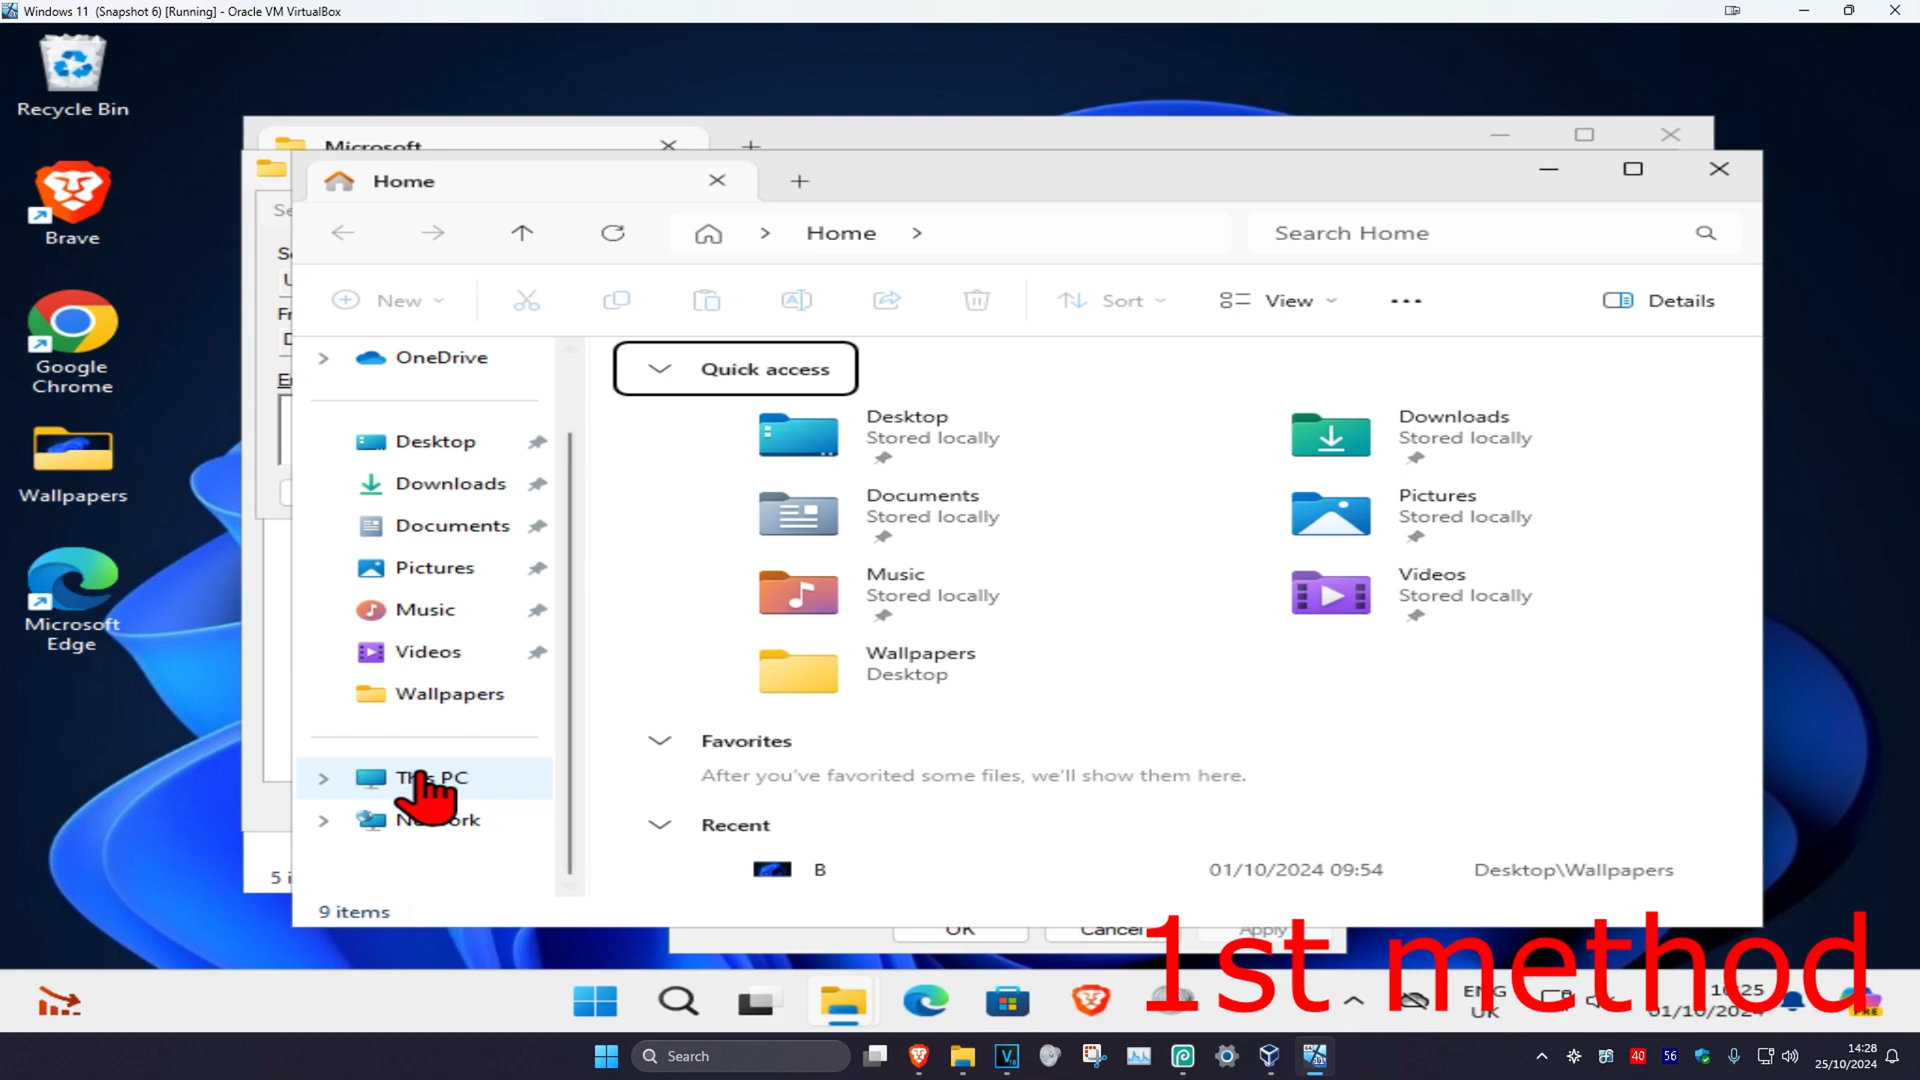 Windows 11 (Snapshot 6) [Running] - Oracle VM VirtualBox
Recycle Bin
Brave
Google
Chrome
Wallpapers
Microsoft
Edge
Microsoft
Home
Home
Search Home
New
Sort
View
Details
OneDrive
Desktop
Downloads
Documents
Pictures
Music
Videos
Wallpapers
This PC
Network
Quick access
Desktop
Stored locally
Downloads
Stored locally
Documents
Stored locally
Pictures
Stored locally
Music
Stored locally
Videos
Stored locally
Wallpapers
Desktop
Favorites
After you've favorited some files, we'll show them here.
Recent
B 01/10/2024 09:54 Desktop\Wallpapers
9 items
OK Cancel Apply
1st method
ENG
UK
01/10/2024
PRE
Search
40
56
14:28
25/10/2024